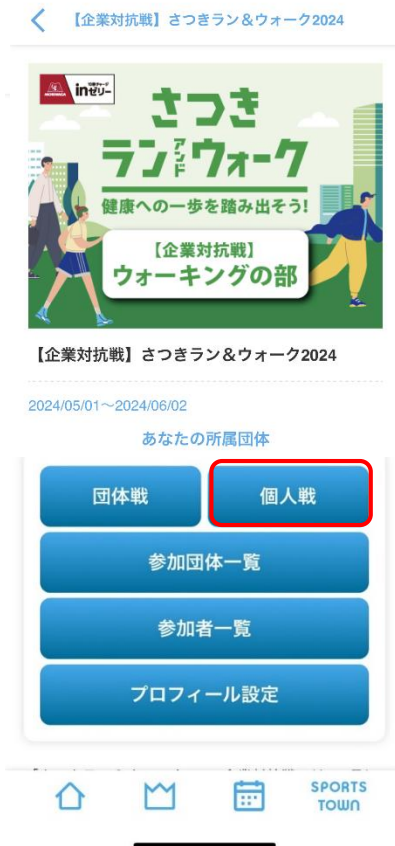 【企業対抗戦】さつきラン＆ウォーク2024
inゼリー
さつき
ランアンドウォーク
健康への一歩を踏み出そう!
【企業対抗戦】
ウォーキングの部
【企業対抗戦】さつきラン＆ウォーク2024
2024/05/01～2024/06/02
あなたの所属団体
団体戦 個人戦
参加団体一覧
参加者一覧
プロフィール設定
SPORTS
TOWN